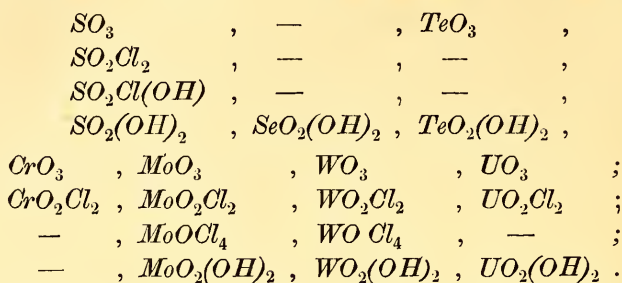 SO₃ , — , TeO₃ ,
SO₂Cl₂ , — , — ,
SO₂Cl(OH) , — , — ,
SO₂(OH)₂ , SeO₂(OH)₂ , TeO₂(OH)₂ ,
CrO₃ , MoO₃ , WO₃ , UO₃ ;
CrO₂Cl₂ , MoO₂Cl₂ , WO₂Cl₂ , UO₂Cl₂ ;
— , MoOCl₄ , WO Cl₄ , — ;
— , MoO₂(OH)₂ , WO₂(OH)₂ , UO₂(OH)₂ .